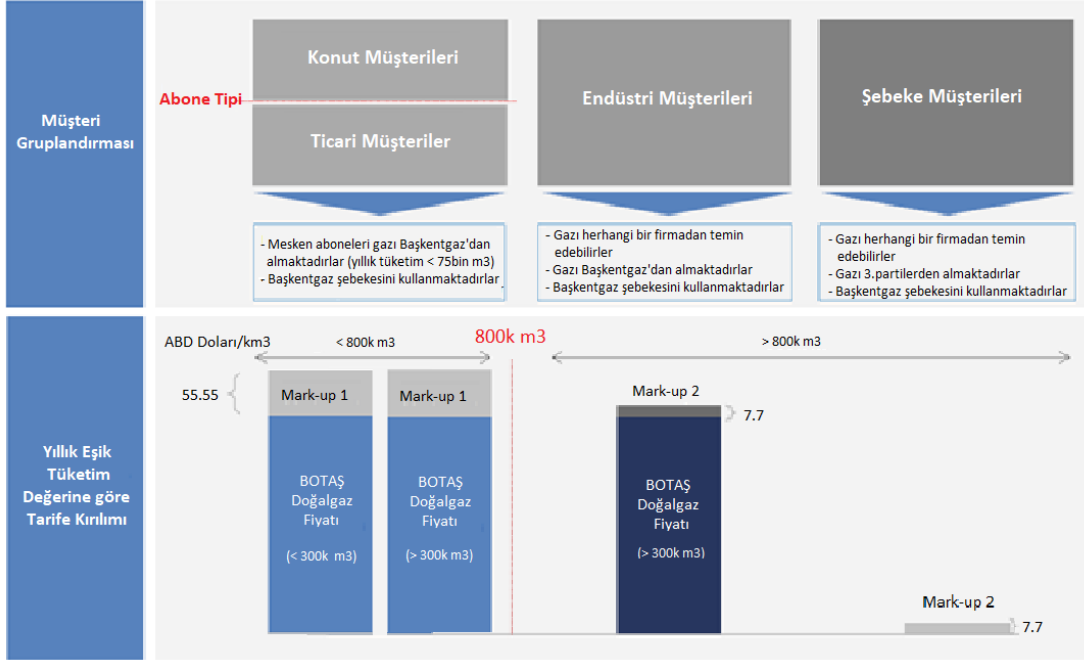 Müşteri
Gruplandırması
Abone Tipi
Konut Müşterileri
Ticari Müşteriler
Endüstri Müşterileri
Şebeke Müşterileri
- Mesken aboneleri gazı Başkentgaz'dan
almaktadırlar (yıllık tüketim < 75bin m3)
- Başkentgaz şebekesini kullanmaktadırlar
- Gazı herhangi bir firmadan temin
edebilirler
- Gazı Başkentgaz'dan almaktadırlar
- Başkentgaz şebekesini kullanmaktadırlar
- Gazı herhangi bir firmadan temin
edebilirler
- Gazı 3.partilerden almaktadırlar
- Başkentgaz şebekesini kullanmaktadırlar
Yıllık Eşik
Tüketim
Değerine göre
Tarife Kırılımı
ABD Doları/km3
< 800k m3
800k m3
> 800k m3
55.55
Mark-up 1
BOTAŞ
Doğalgaz
Fiyatı
(< 300k m3)
Mark-up 1
BOTAŞ
Doğalgaz
Fiyatı
(> 300k m3)
Mark-up 2
7.7
BOTAŞ
Doğalgaz
Fiyatı
(> 300k m3)
Mark-up 2
7.7